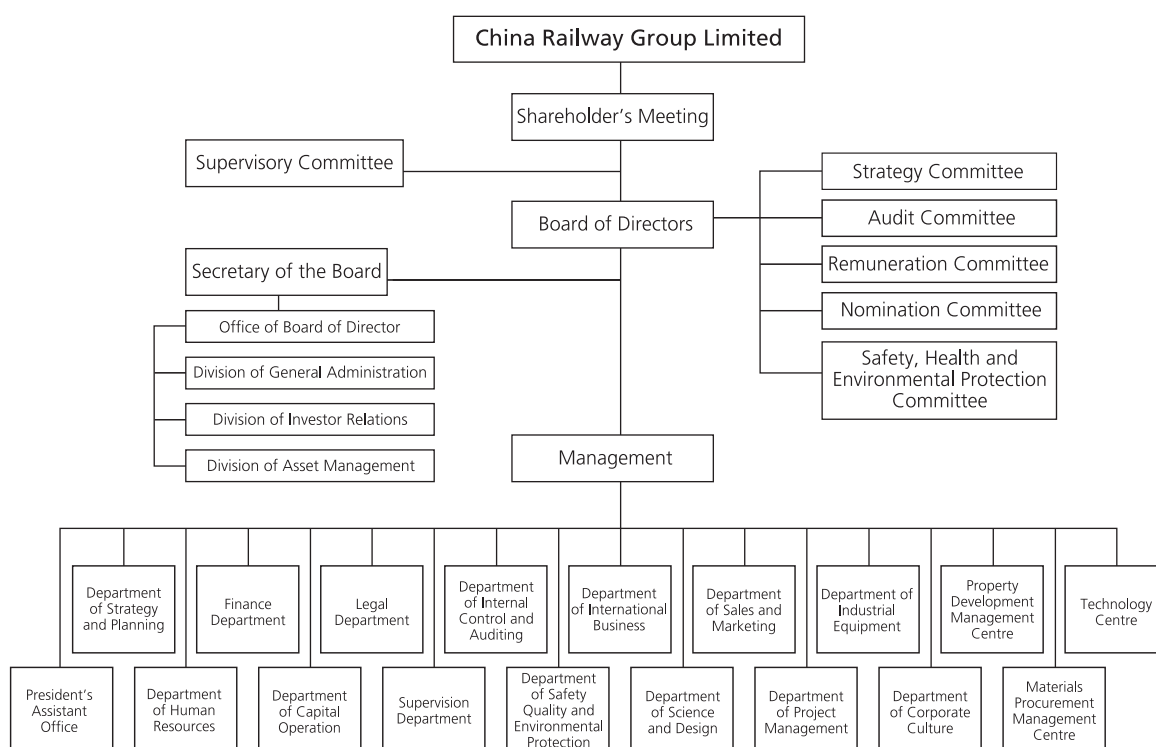 China Railway Group Limited
Shareholder's Meeting
Supervisory Committee
Strategy Committee
Board of Directors
Audit Committee
Secretary of the Board
Remuneration Committee
Office of Board of Director
Nomination Committee
Division of General Administration
Safety, Health and
Environmental Protection
Committee
Division of Investor Relations
Division of Asset Management
Management
Department
of Strategy
and Planning
Finance
Department
Legal
Department
Department
of Internal
Control and
Auditing
Department
of International
Business
Department
of Sales and
Marketing
Department of
Industrial
Equipment
Property
Development
Management
Centre
Technology
Centre
President's
Assistant
Office
Department
of Human
Resources
Department
of Capital
Operation
Supervision
Department
Department
of Safety
Quality and
Environmental
Protection
Department
of Science
and Design
Department
of Project
Management
Department
of Corporate
Culture
Materials
Procurement
Management
Centre